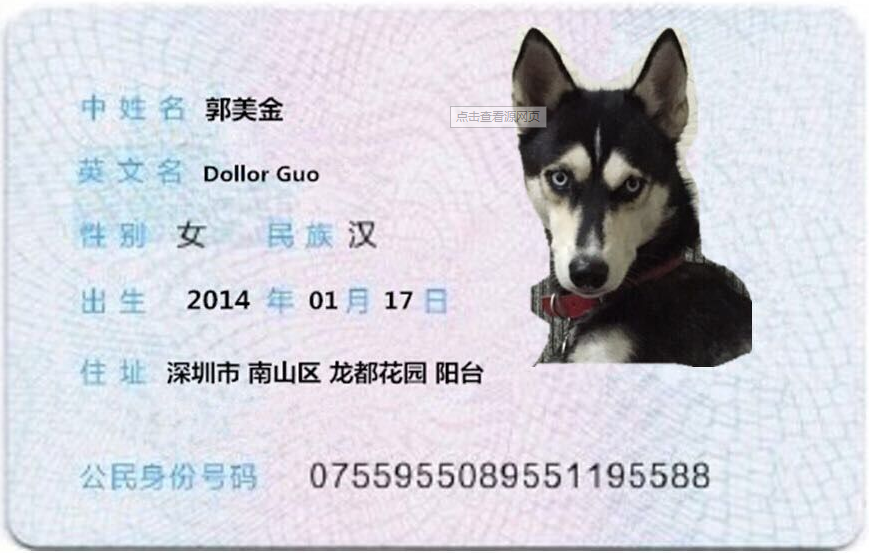 中姓名 郭美金
点击查看源网页
英文名 Dollor Guo
性别 女 民族 汉
出生 2014 年 01 月 17 日
住址 深圳市 南山区 龙都花园 阳台
公民身份号码 0755955089551195588